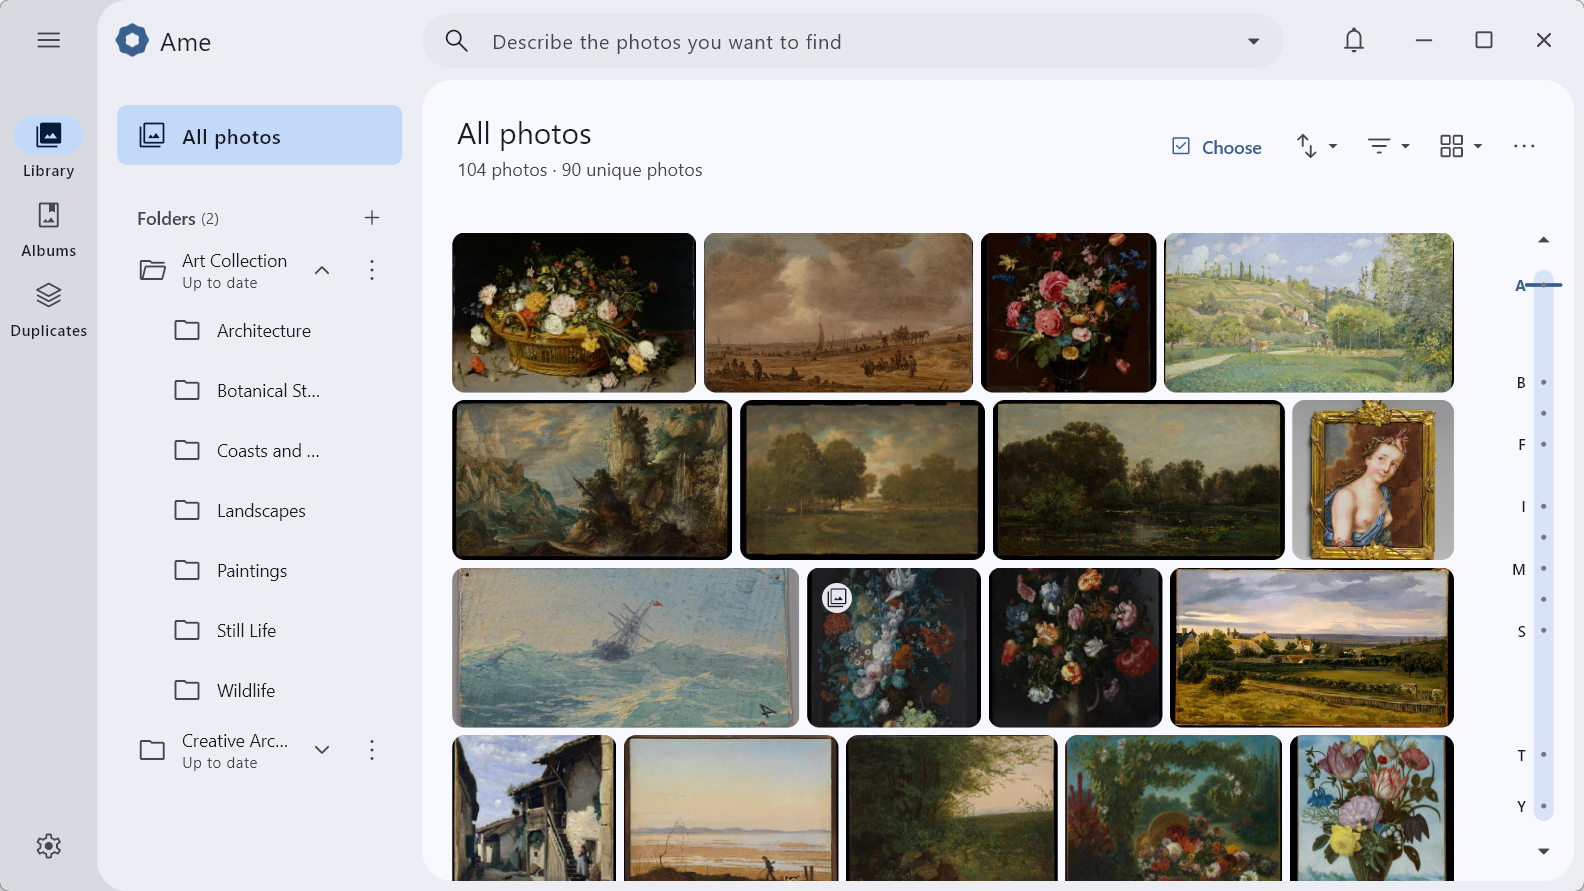 Ame
Describe the photos you want to find
Library
Albums
Duplicates
All photos
Folders (2)
Art Collection
Up to date
Architecture
Botanical St...
Coasts and ...
Landscapes
Paintings
Still Life
Wildlife
Creative Arc...
Up to date
All photos
104 photos · 90 unique photos
Choose
A
B
F
I
M
S
T
Y